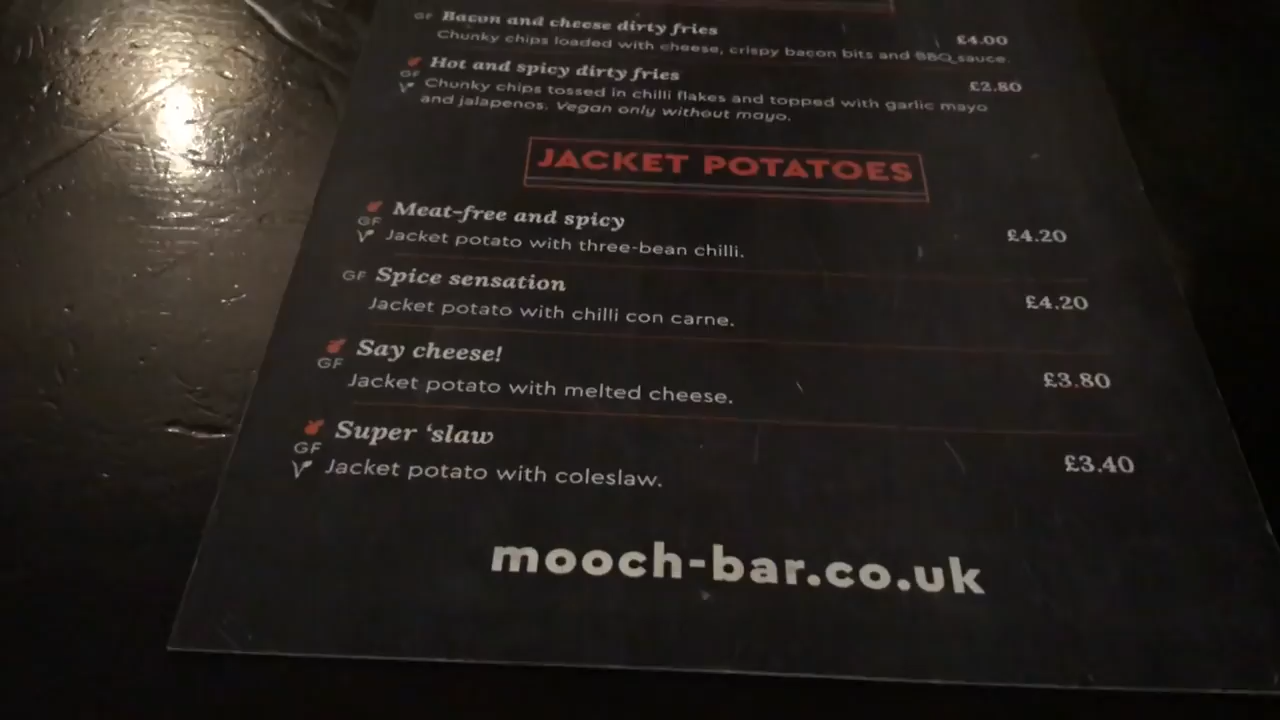 GF Bacon and cheese dirty fries £4.00
Chunky chips loaded with cheese, crispy bacon bits and BBQ sauce.
GF V Hot and spicy dirty fries £2.80
Chunky chips tossed in chilli flakes and topped with garlic mayo
and jalapenos. Vegan only without mayo.
JACKET POTATOES
GF V Meat-free and spicy £4.20
Jacket potato with three-bean chilli.
GF Spice sensation £4.20
Jacket potato with chilli con carne.
GF Say cheese! £3.80
Jacket potato with melted cheese.
GF V Super ‘slaw £3.40
Jacket potato with coleslaw.
mooch-bar.co.uk